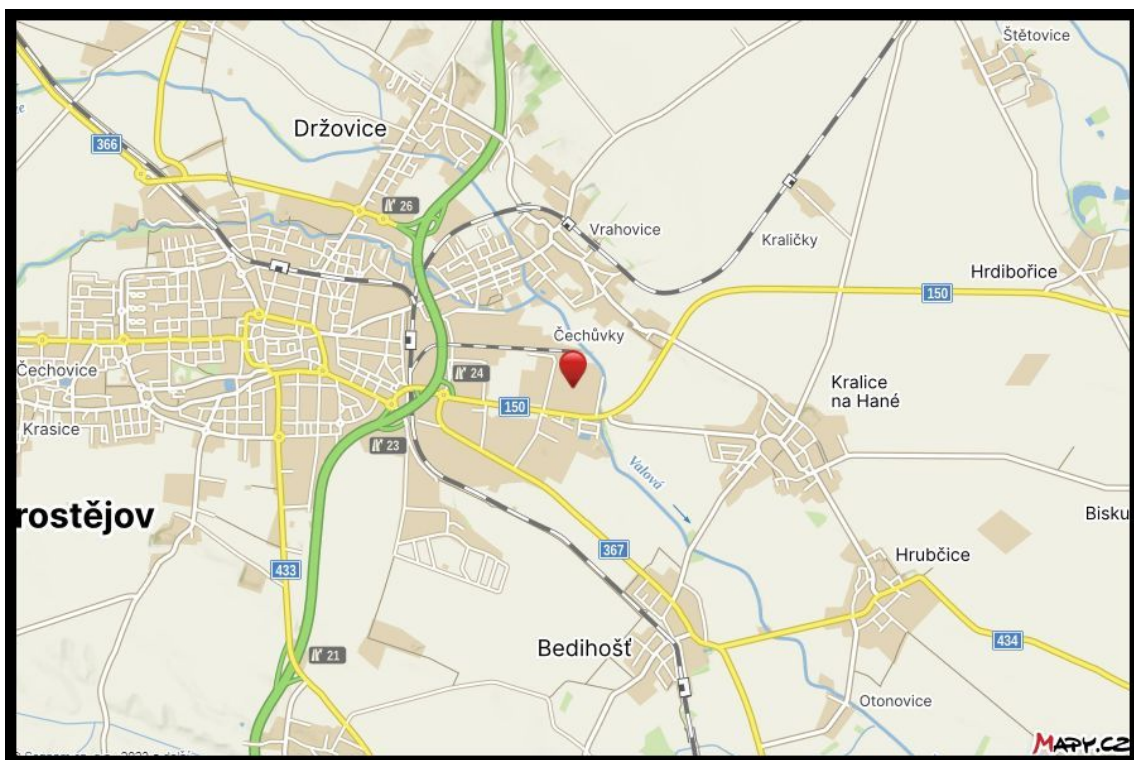 Štětovice
Držovice
366
26
Vrahovice
Kraličky
Hrdibořice
150
Čechůvky
Čechovice
24
Kralice
na Hané
150
Krasice
23
Valová
rostějov
Bisku
367
Hrubčice
433
434
Bedihošť
21
Otonovice
MAPY.CZ